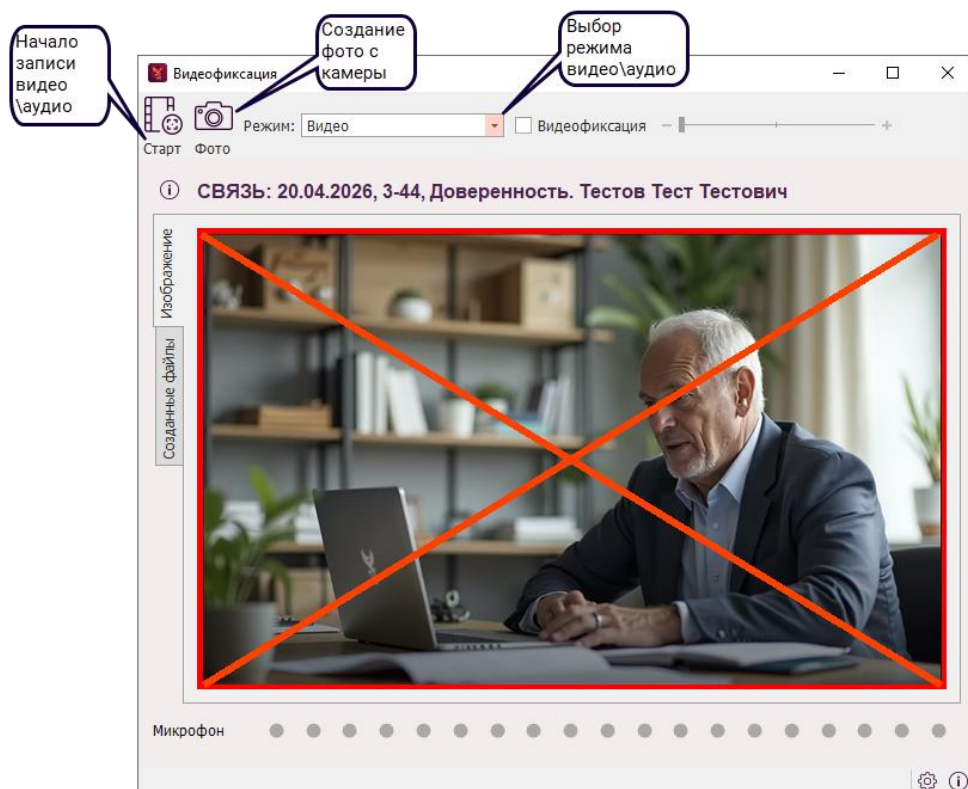 Начало
записи
видео
\аудио
Создание
фото с
камеры
Выбор
режима
видео\аудио
Видеофиксация
Старт
Фото
Режим: Видео
Видеофиксация
СВЯЗЬ: 20.04.2026, 3-44, Доверенность. Тестов Тест Тестович
Изображение
Созданные файлы
Микрофон